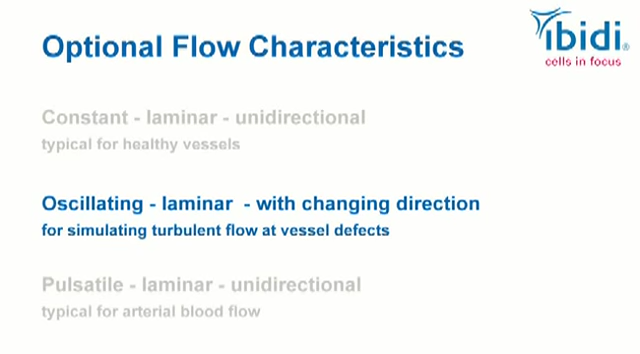 Optional Flow Characteristics
ibidi®
cells in focus
Constant - laminar - unidirectional
typical for healthy vessels
Oscillating - laminar - with changing direction
for simulating turbulent flow at vessel defects
Pulsatile - laminar - unidirectional
typical for arterial blood flow